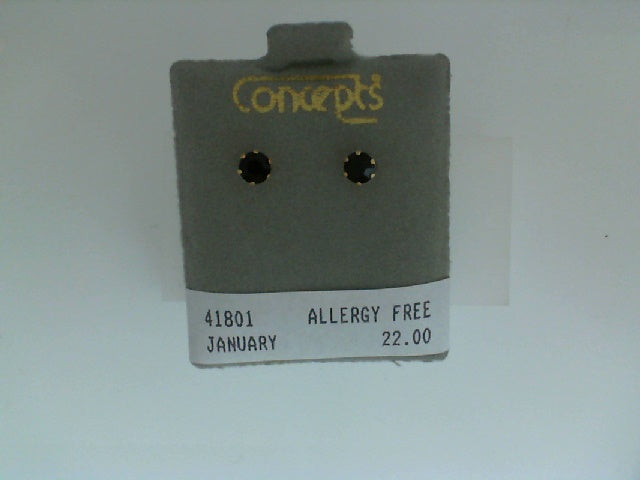 Concepts
41801 ALLERGY FREE
JANUARY 22.00